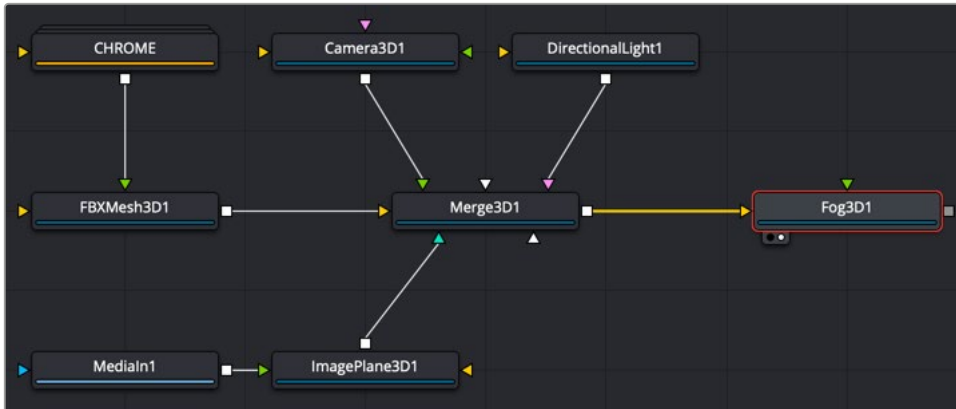 CHROME
Camera3D1
DirectionalLight1
FBXMesh3D1
Merge3D1
Fog3D1
MediaIn1
ImagePlane3D1